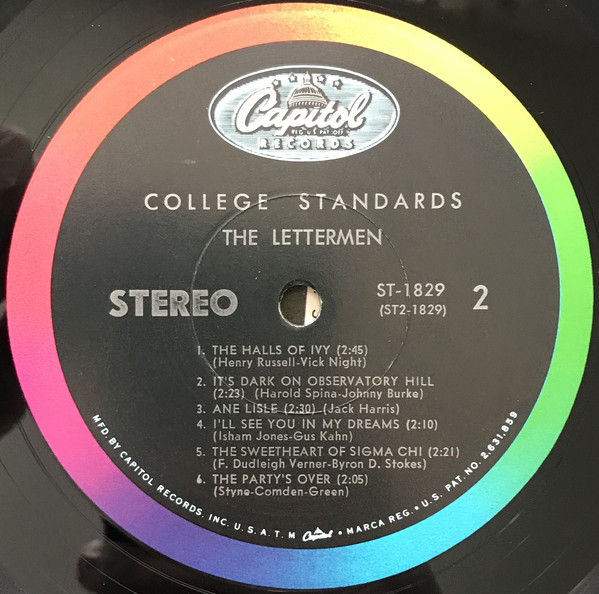 Capitol
REG. U.S. PAT. OFF.
RECORDS
COLLEGE STANDARDS
THE LETTERMEN
STEREO
ST-1829
(ST2-1829)
2
1. THE HALLS OF IVY (2:45)
(Henry Russell-Vick Night)
2. IT'S DARK ON OBSERVATORY HILL
(2:23) (Harold Spina-Johnny Burke)
3. ANE LISLE (2:30) (Jack Harris)
4. I'LL SEE YOU IN MY DREAMS (2:10)
(Isham Jones-Gus Kahn)
5. THE SWEETHEART OF SIGMA CHI (2:21)
(F. Dudleigh Verner-Byron D. Stokes)
6. THE PARTY'S OVER (2:05)
(Styne-Comden-Green)
MFD. BY CAPITOL RECORDS, INC. U. S. A. T. M. Capitol • MARCA REG. • U.S. PAT. NO. 2,631,859